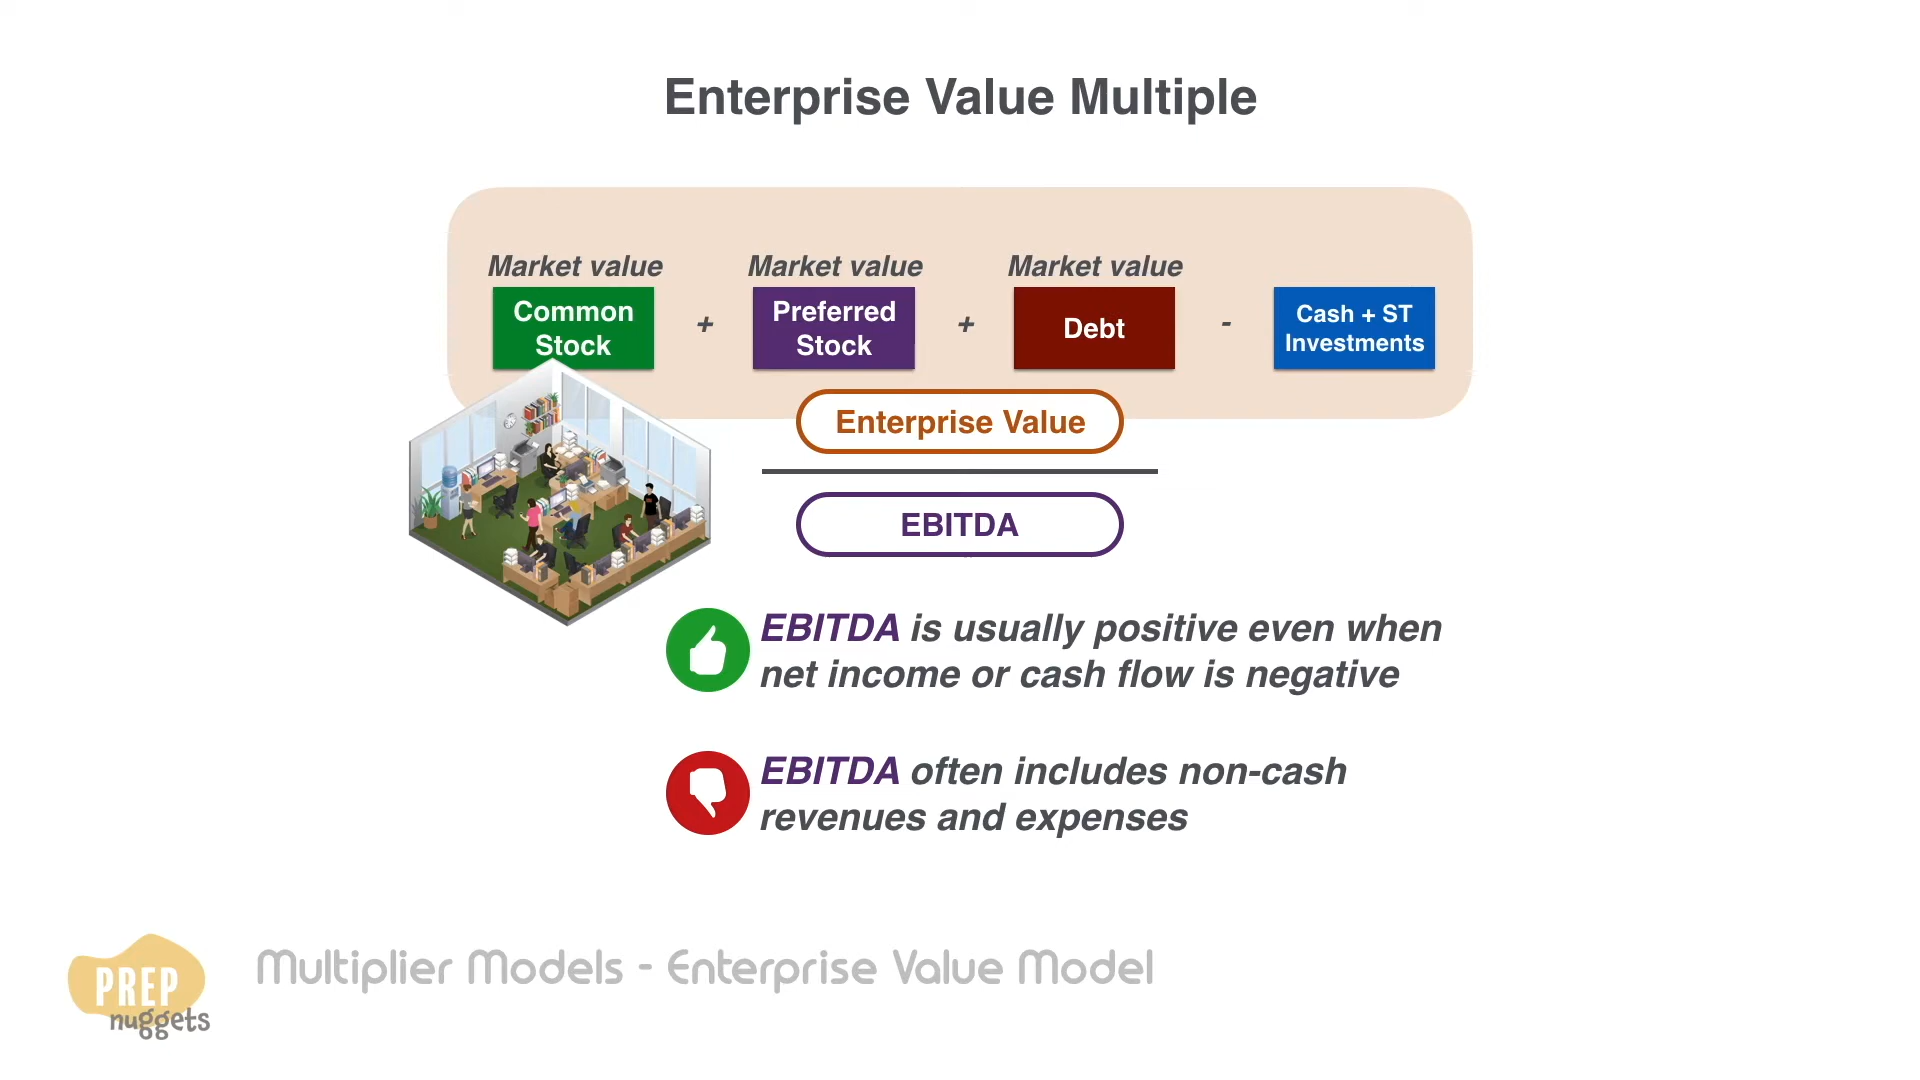 Enterprise Value Multiple
Market value Market value Market value
Common Stock + Preferred Stock + Debt - Cash + ST Investments
Enterprise Value
EBITDA
EBITDA is usually positive even when
net income or cash flow is negative
EBITDA often includes non-cash
revenues and expenses
PREP
nuggets
Multiplier Models - Enterprise Value Model